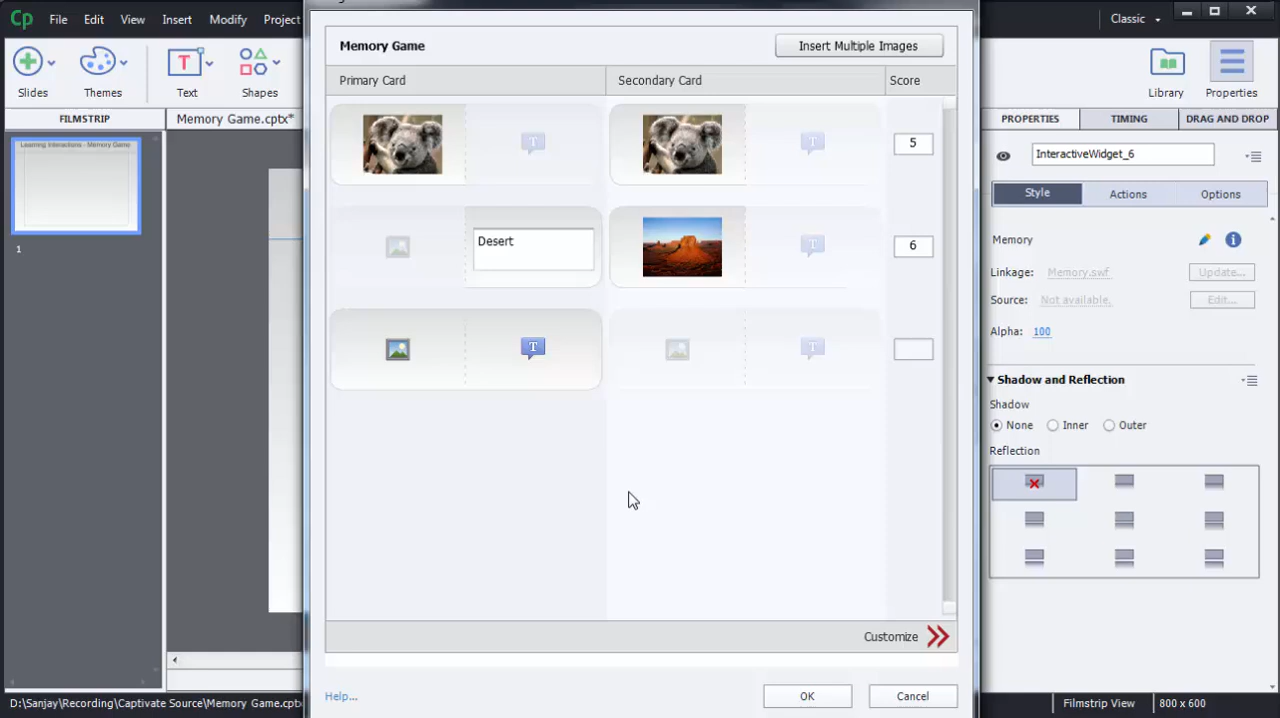 Cp File Edit View Insert Modify Project Classic
Slides Themes Text Shapes Library Properties
FILMSTRIP
Memory Game.cptx*
Learning Interactions - Memory Game
1
Memory Game
Insert Multiple Images
Primary Card Secondary Card Score
5
Desert
6
Customize
Help...
OK Cancel
PROPERTIES TIMING DRAG AND DROP
InteractiveWidget_6
Style Actions Options
Memory
Linkage: Memory.swf Update...
Source: Not available. Edit...
Alpha: 100
Shadow and Reflection
Shadow
None Inner Outer
Reflection
D:\Sanjay\Recording\Captivate Source\Memory Game.cptx
Filmstrip View 800 x 600